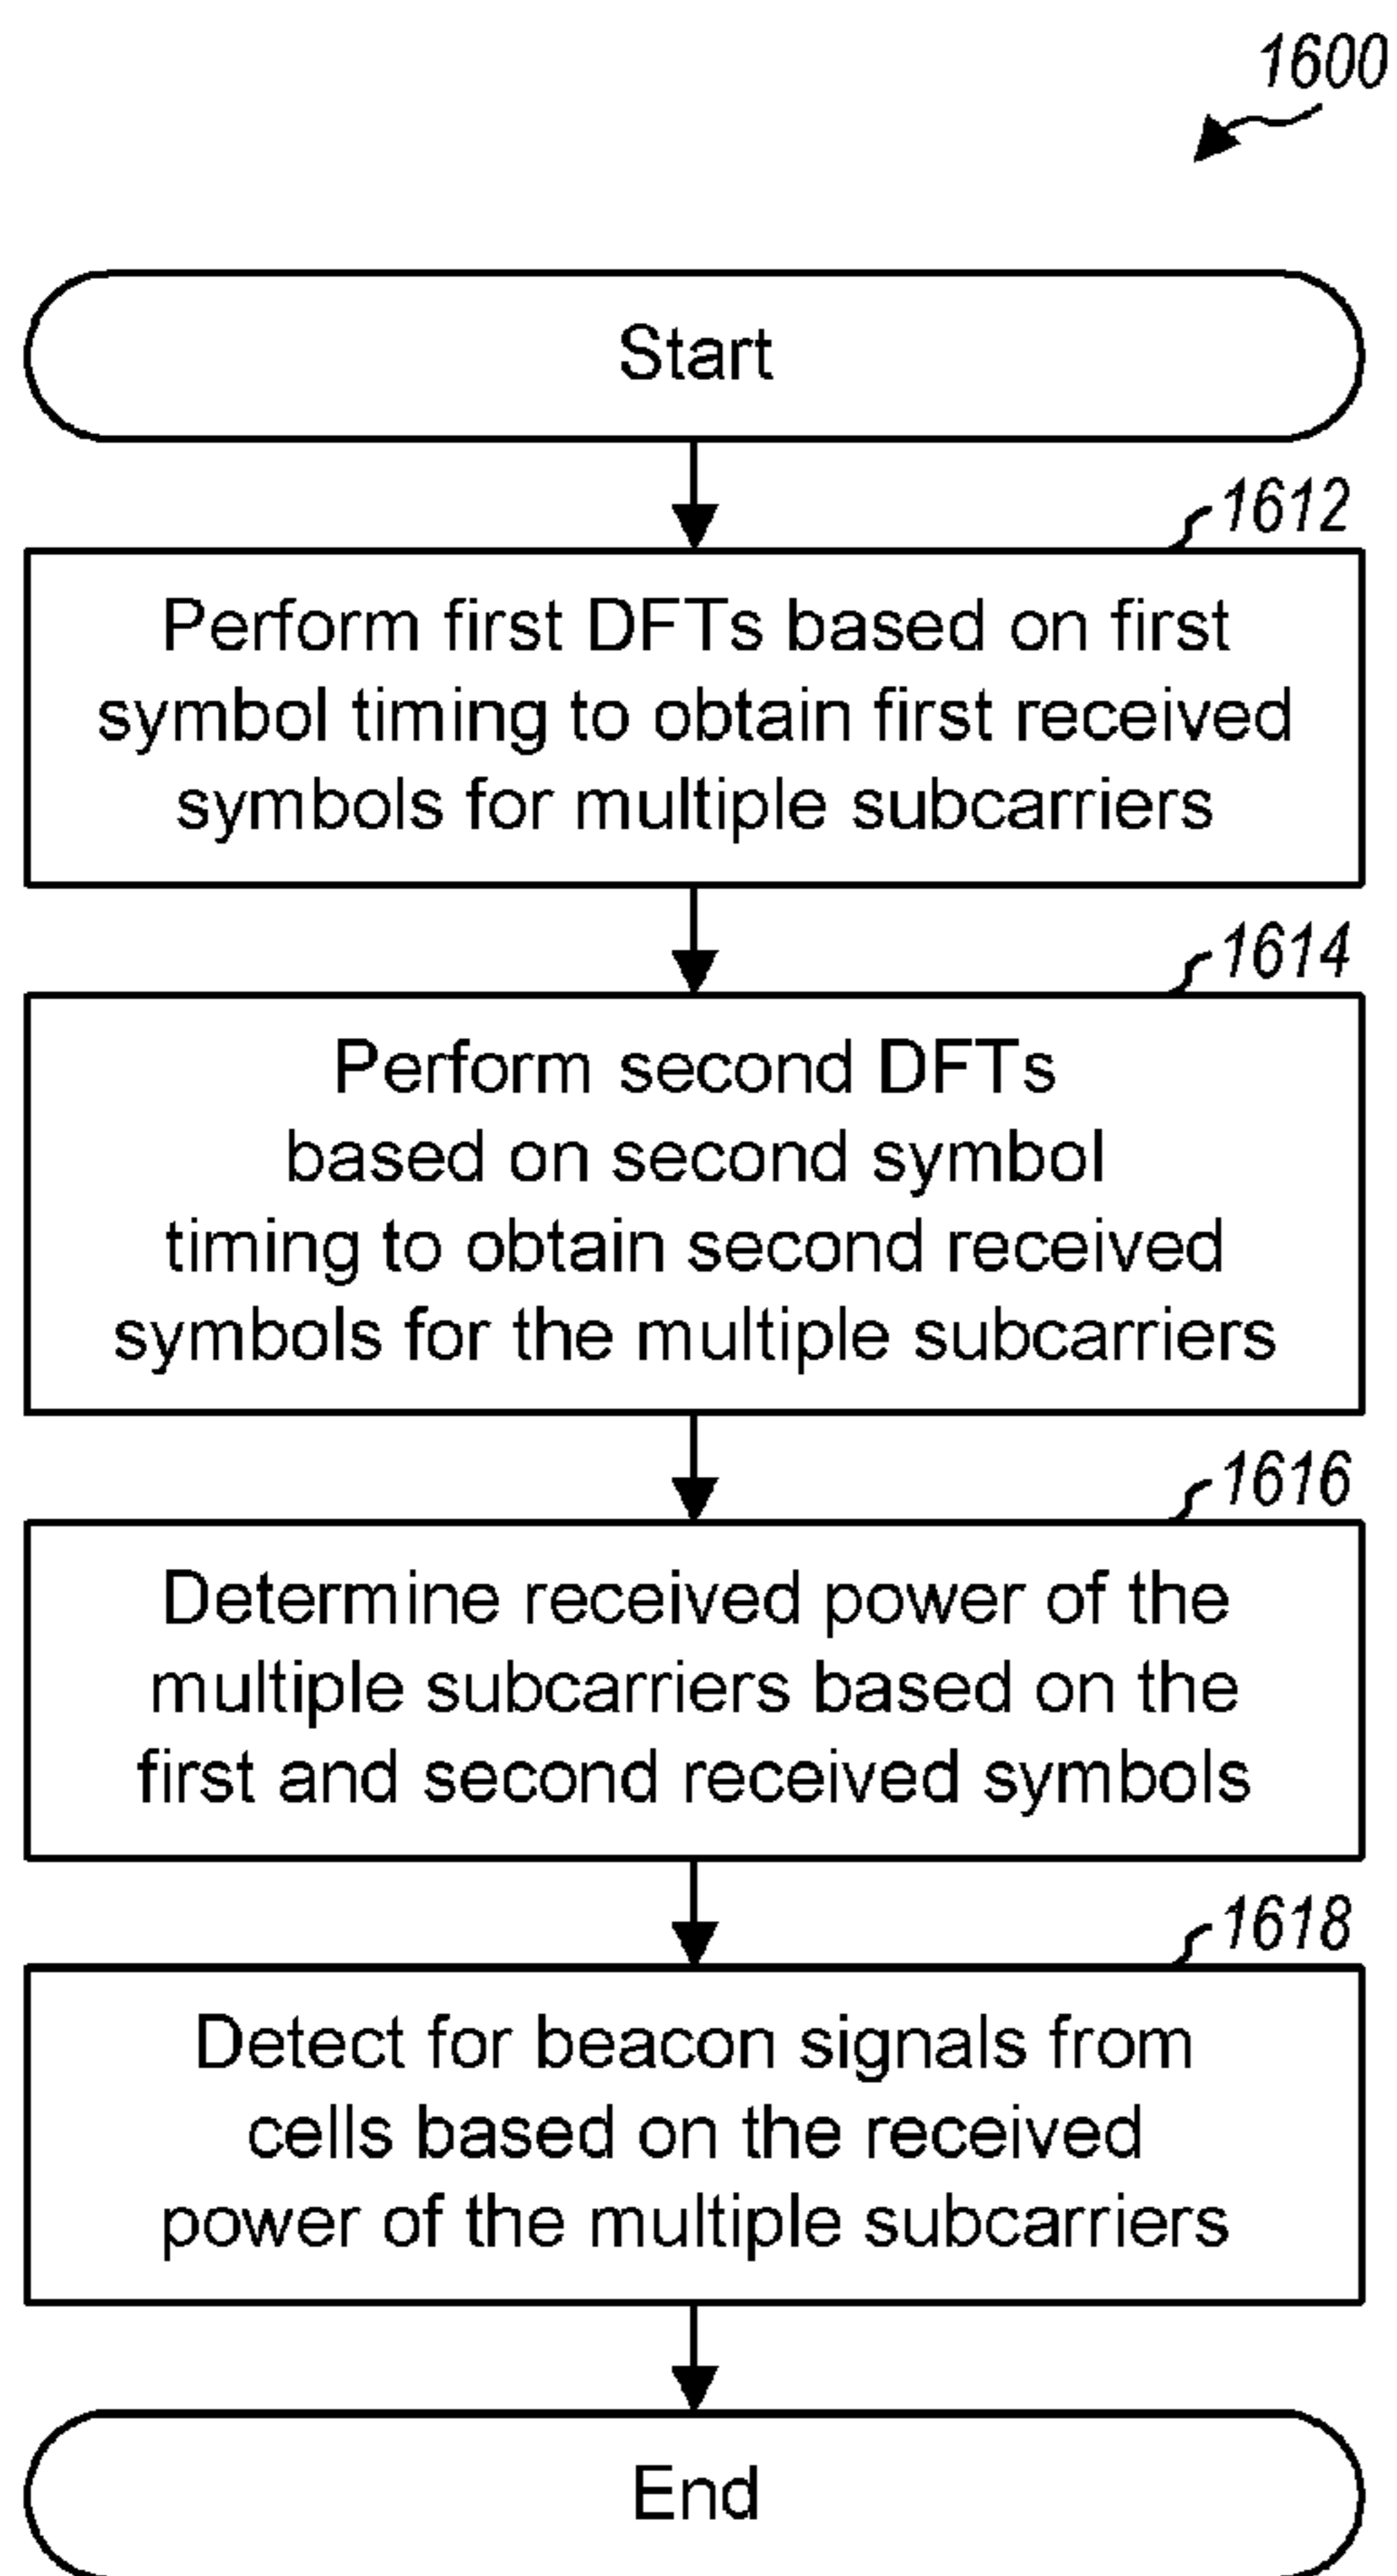 1600
Start
1612
Perform first DFTs based on first
symbol timing to obtain first received
symbols for multiple subcarriers
1614
Perform second DFTs
based on second symbol
timing to obtain second received
symbols for the multiple subcarriers
1616
Determine received power of the
multiple subcarriers based on the
first and second received symbols
1618
Detect for beacon signals from
cells based on the received
power of the multiple subcarriers
End